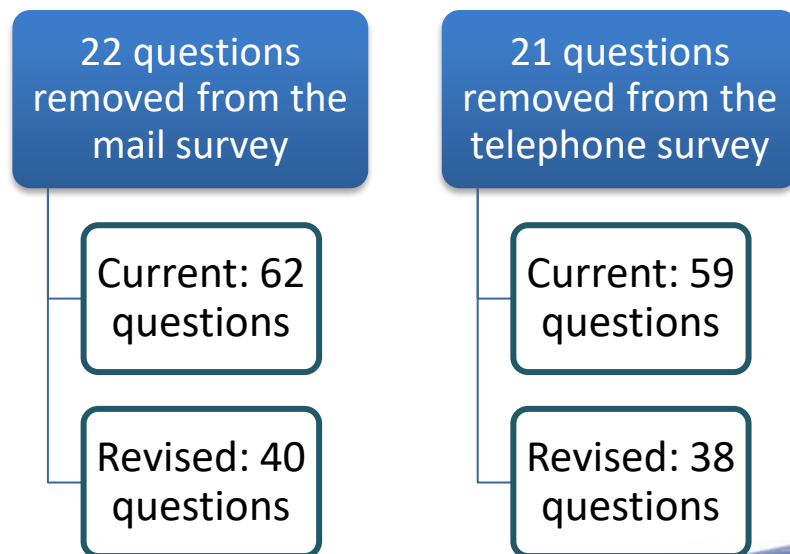 22 questions
removed from the
mail survey
Current: 62
questions
Revised: 40
questions
21 questions
removed from the
telephone survey
Current: 59
questions
Revised: 38
questions